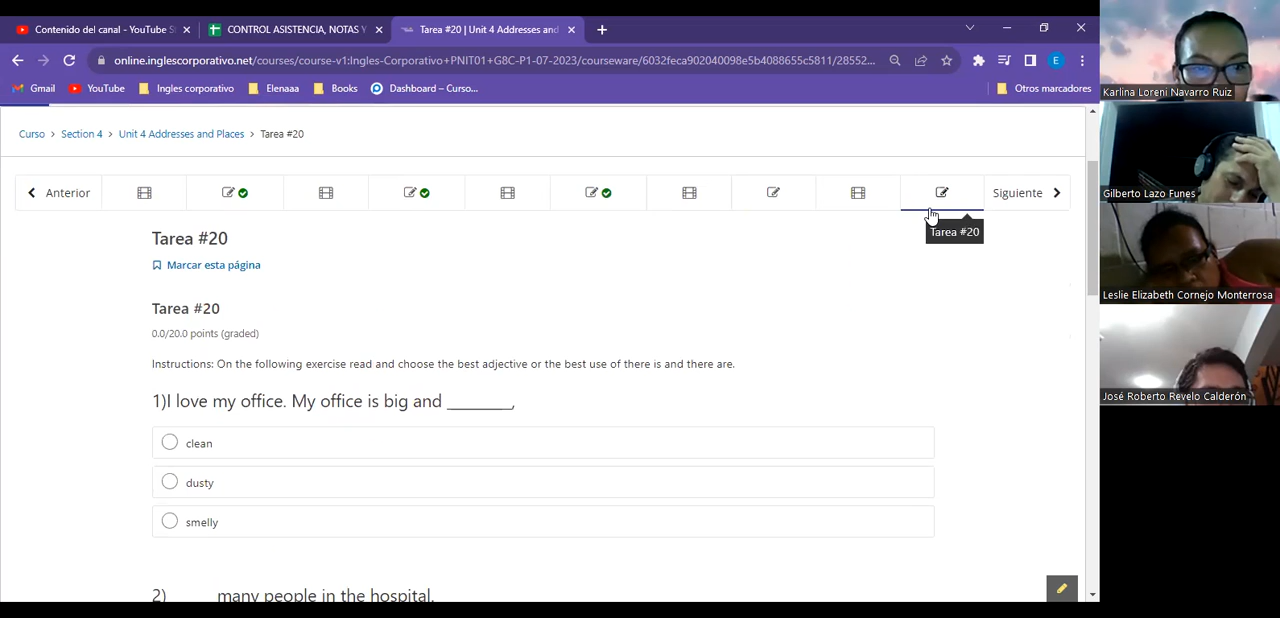 Contenido del canal - YouTube St
CONTROL ASISTENCIA, NOTAS Y
Tarea #20 | Unit 4 Addresses and
online.inglescorporativo.net/courses/course-v1:Ingles-Corporativo+PNIT01+G8C-P1-07-2023/courseware/6032feca902040098e5b4088655c5811/28552...
E
Gmail
YouTube
Ingles corporativo
Elenaaa
Books
Dashboard – Curso...
Otros marcadores
Curso > Section 4 > Unit 4 Addresses and Places > Tarea #20
Anterior
Siguiente
Tarea #20
Tarea #20
Marcar esta página
Tarea #20
0.0/20.0 points (graded)
Instructions: On the following exercise read and choose the best adjective or the best use of there is and there are.
1)I love my office. My office is big and ________,
clean
dusty
smelly
2)______ many people in the hospital.
Karlina Loreni Navarro Ruiz
Gilberto Lazo Funes
Leslie Elizabeth Cornejo Monterrosa
José Roberto Revelo Calderón